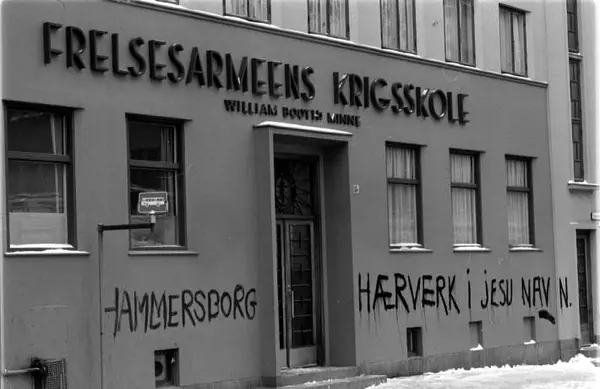 FRELSESARMEENS KRIGSSKOLE
WILLIAM BOOTHS MINNE
HAMMERSBORG
HÆRVERK i JESU NAVN.